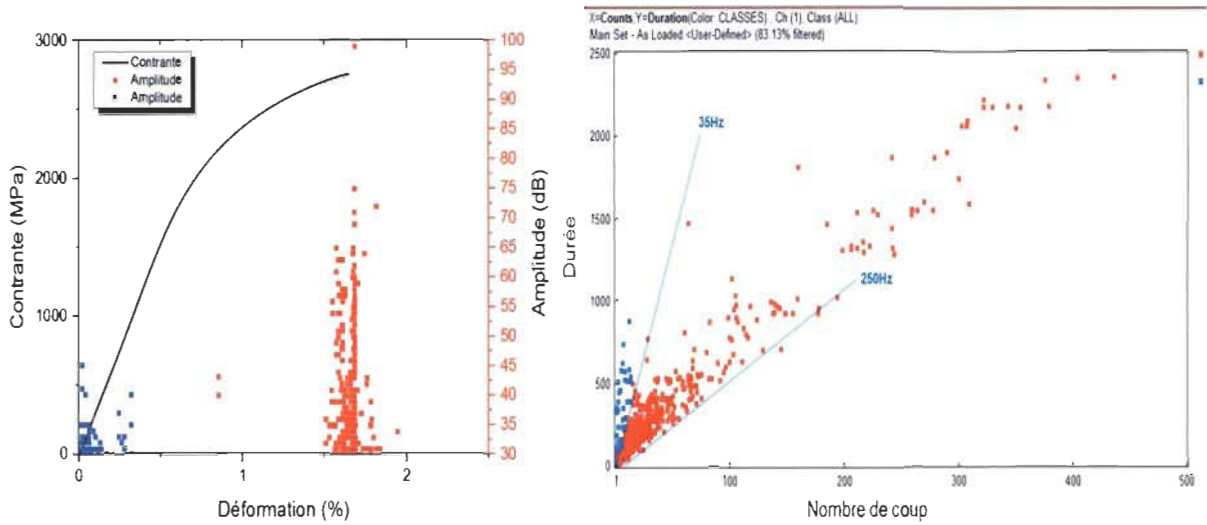 3000
2000
1000
0
Contrante (MPa)
Contrante
Amplitude
Amplitude
0
1
2
Déformation (%)
100
95
90
85
80
75
70
65
60
55
50
45
40
35
30
Amplitude (dB)
X=Counts,Y=Duration(Color: CLASSES) , Ch (1), Class (ALL)
Main Set - As Loaded <User-Defined> (83.13% filtered)
2500
2000
1500
1000
500
0
Durée
35Hz
250Hz
1
100
200
300
400
500
Nombre de coup